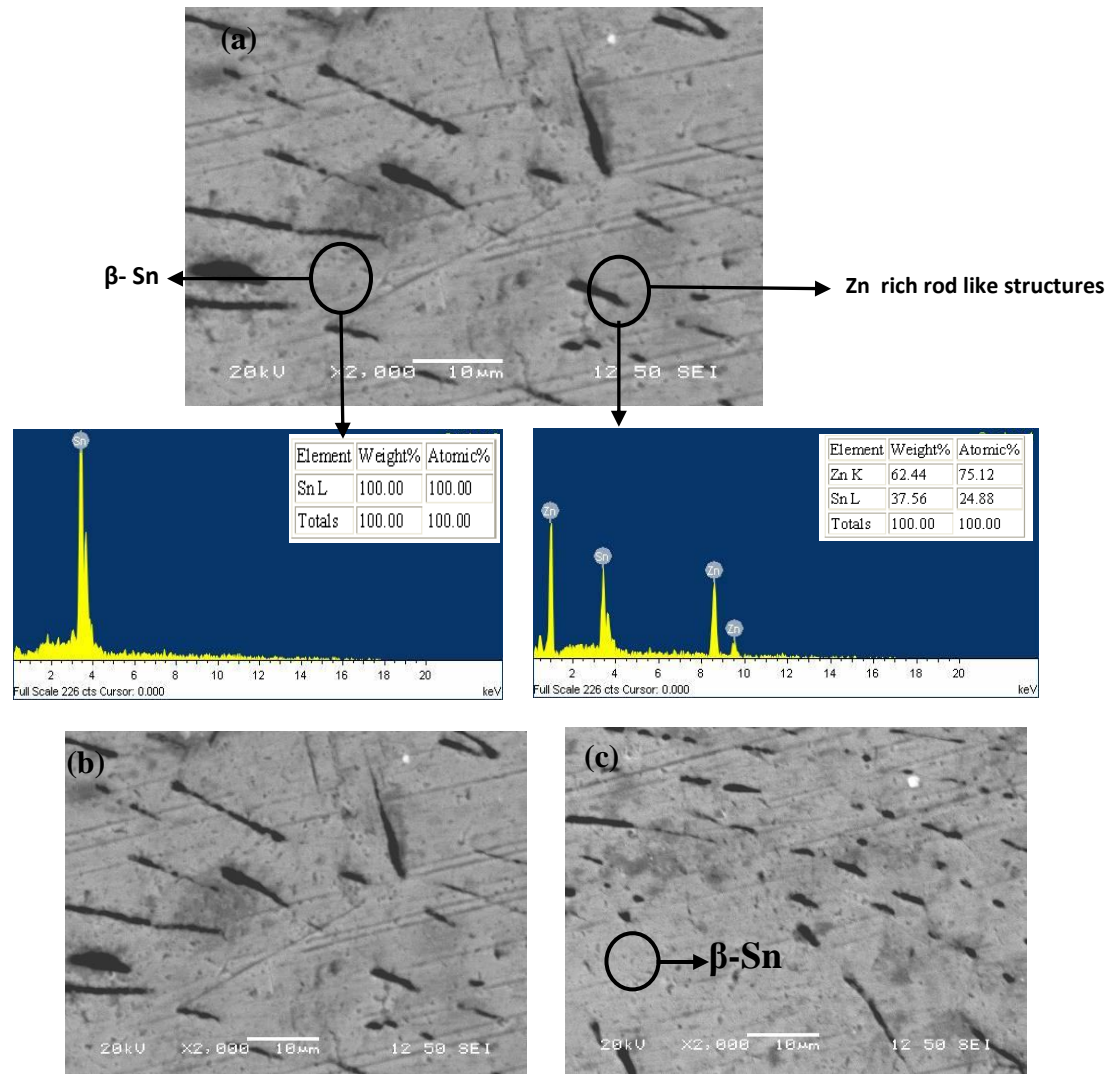 (a)
β- Sn
Zn rich rod like structures
20kV X2,000 10μm 12 50 SEI
Sn
Element Weight% Atomic%
Sn L 100.00 100.00
Totals 100.00 100.00
2 4 6 8 10 12 14 16 18 20
Full Scale 226 cts Cursor: 0.000 keV
Element Weight% Atomic%
Zn K 62.44 75.12
Sn L 37.56 24.88
Totals 100.00 100.00
Zn
Sn
Zn
Zn
2 4 6 8 10 12 14 16 18 20
Full Scale 226 cts Cursor: 0.000 keV
(b)
20kV X2,000 10μm 12 50 SEI
(c)
β-Sn
20kV X2,000 10μm 12 50 SEI